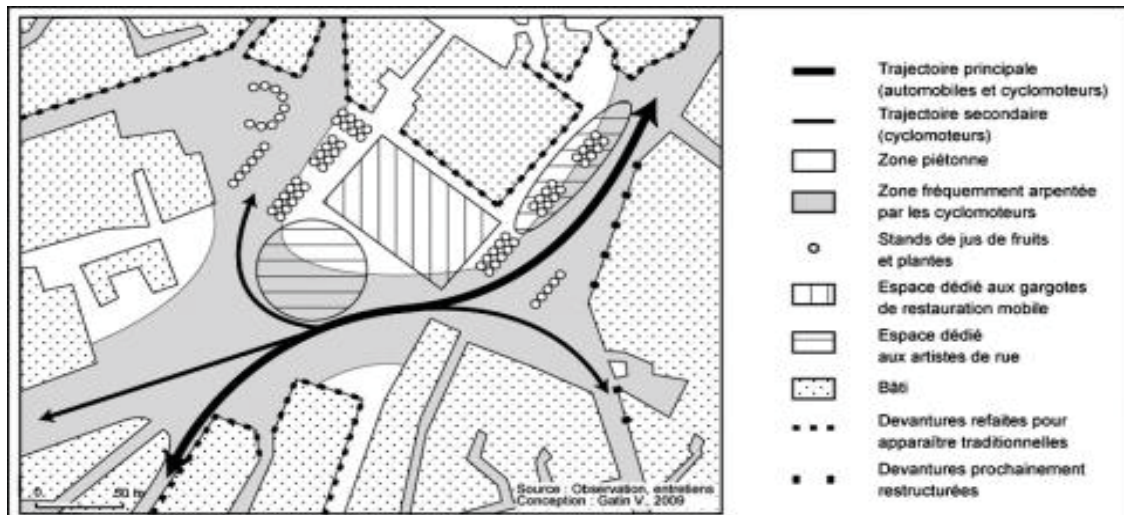 Trajectoire principale
(automobiles et cyclomoteurs)
Trajectoire secondaire
(cyclomoteurs)
Zone piétonne
Zone fréquemment arpentée
par les cyclomoteurs
Stands de jus de fruits
et plantes
Espace dédié aux gargotes
de restauration mobile
Espace dédié
aux artistes de rue
Bâti
Devantures refaites pour
apparaître traditionnelles
Devantures prochainement
restructurées
0. 50 m
Source : Observation, entretiens
Conception : Gatin V., 2009